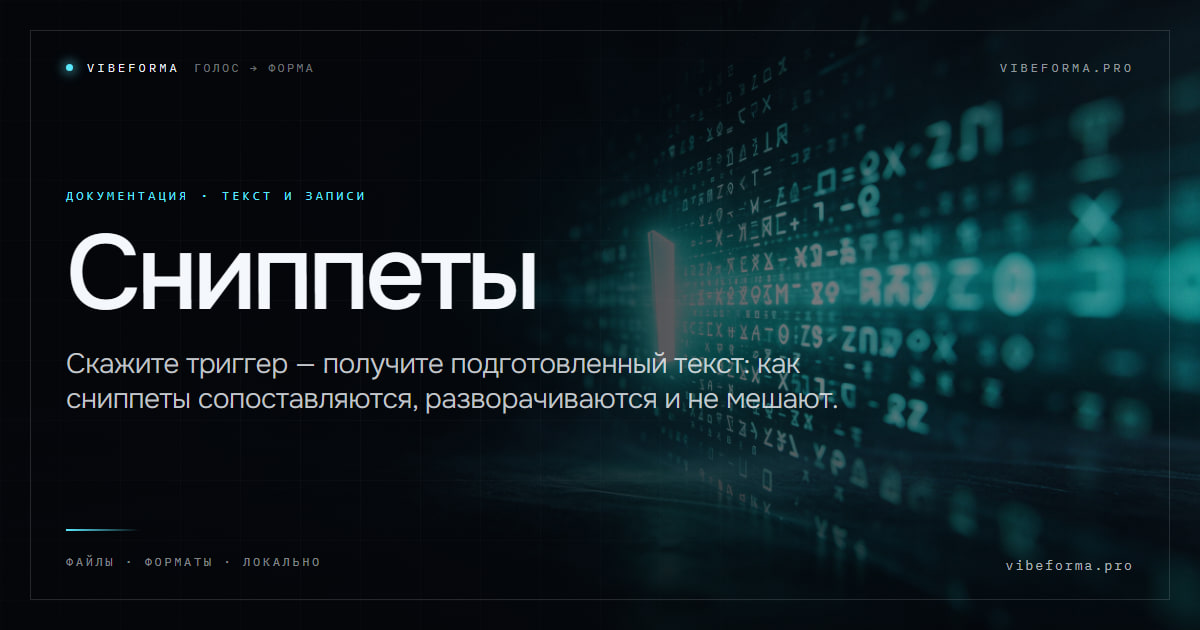 VIBEFORMA ГОЛОС → ФОРМА
VIBEFORMA.PRO
ДОКУМЕНТАЦИЯ · ТЕКСТ И ЗАПИСИ
Сниппеты
Скажите триггер — получите подготовленный текст: как
сниппеты сопоставляются, разворачиваются и не мешают.
ФАЙЛЫ · ФОРМАТЫ · ЛОКАЛЬНО
vibeforma.pro